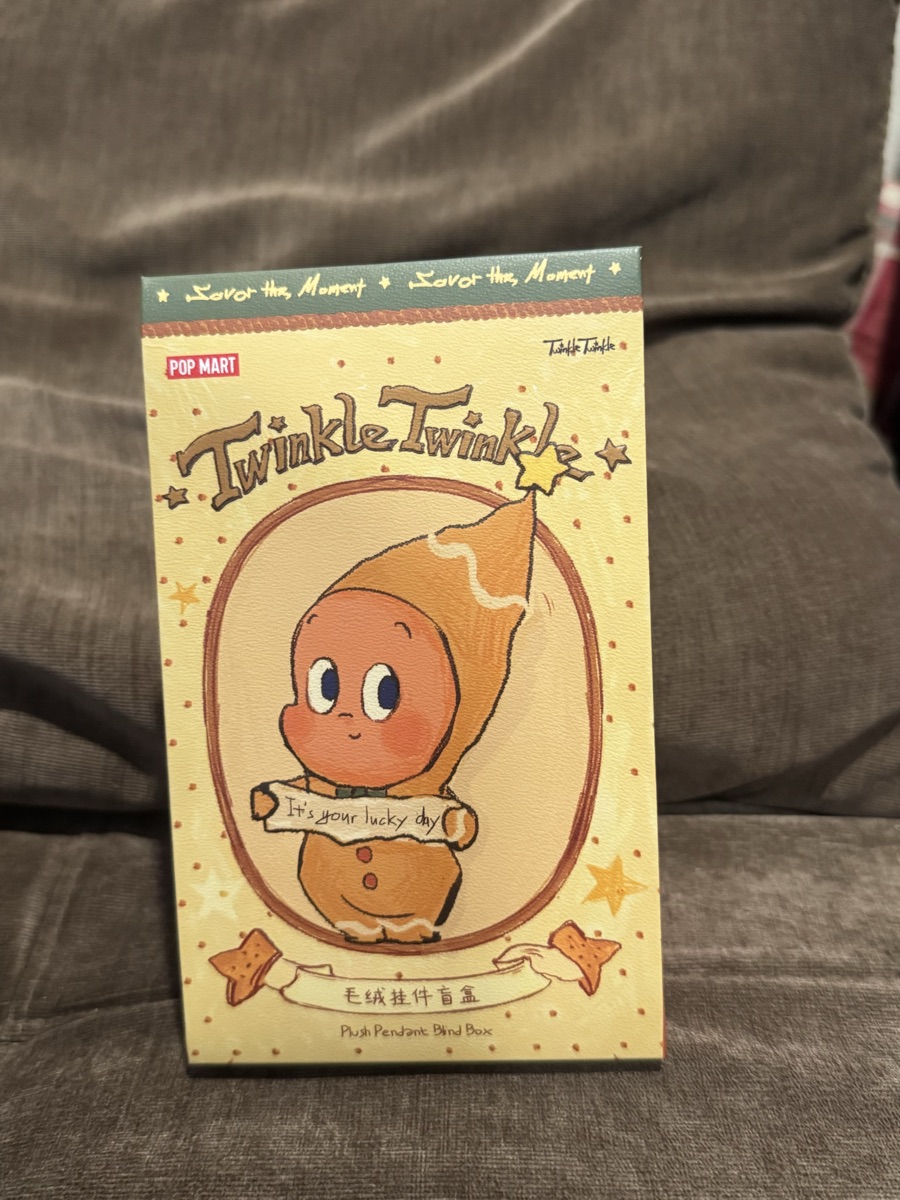 Savor the Moment Savor the Moment
POP MART
Twinkle Twinkle
Twinkle Twinkle
It's your lucky day
毛绒挂件盲盒
Plush Pendant Blind Box